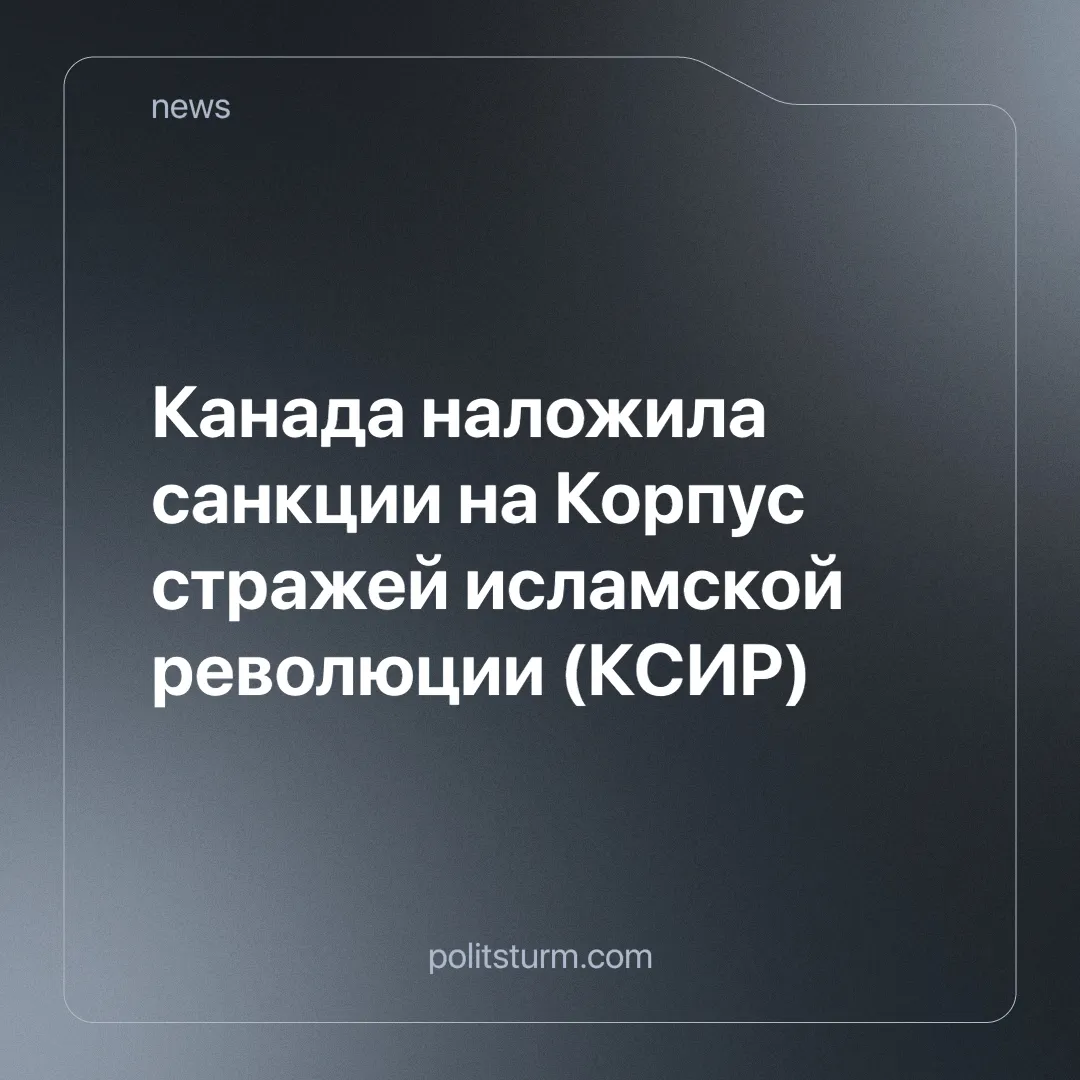 news
Канада наложила
санкции на Корпус
стражей исламской
революции (КСИР)
politsturm.com